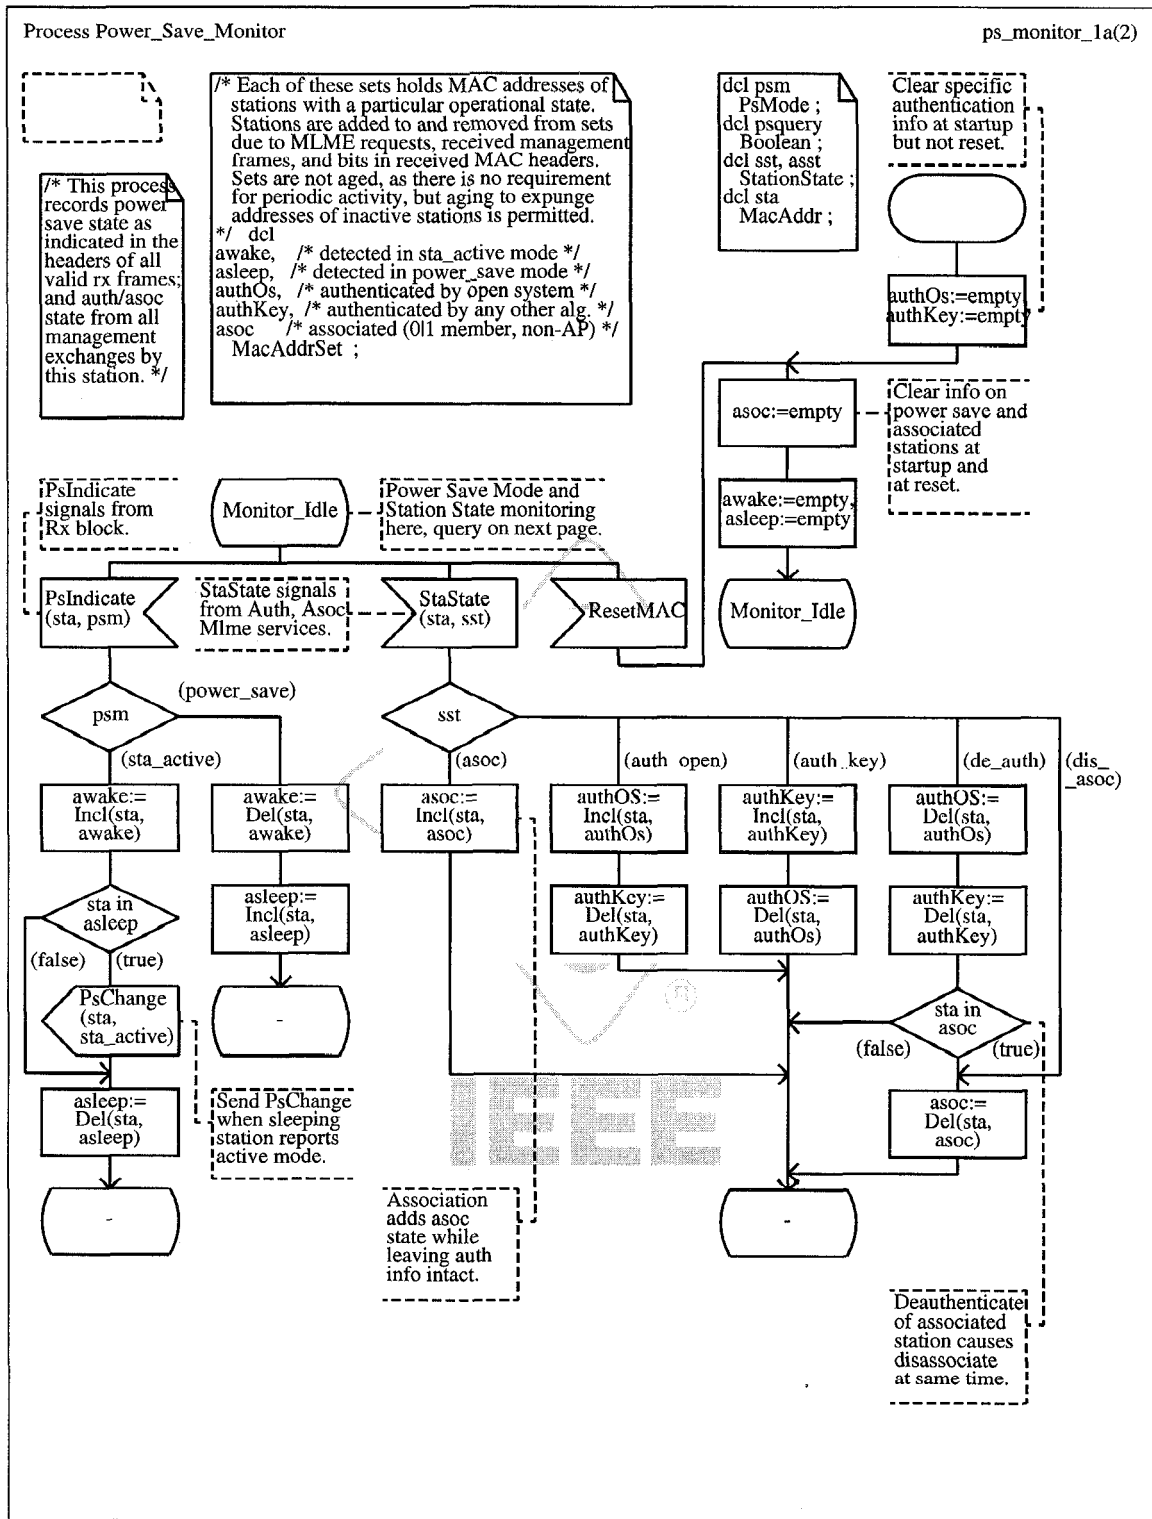 Process Power_Save_Monitor
ps_monitor_1a(2)
/* This process
records power
save state as
indicated in the
headers of all
valid rx frames;
and auth/asoc
state from all
management
exchanges by
this station. */
/* Each of these sets holds MAC addresses of
stations with a particular operational state.
Stations are added to and removed from sets
due to MLME requests, received management
frames, and bits in received MAC headers.
Sets are not aged, as there is no requirement
for periodic activity, but aging to expunge
addresses of inactive stations is permitted.
*/ dcl
awake, /* detected in sta_active mode */
asleep, /* detected in power_save mode */
authOs, /* authenticated by open system */
authKey, /* authenticated by any other alg. */
asoc /* associated (0|1 member, non-AP) */
MacAddrSet ;
dcl psm
PsMode ;
dcl psquery
Boolean ;
dcl sst, asst
StationState ;
dcl sta
MacAddr ;
Clear specific
authentication
info at startup
but not reset.
authOs:=empty,
authKey:=empty
asoc:=empty
Clear info on
power save and
associated
stations at
startup and
at reset.
awake:=empty,
asleep:=empty
Monitor_Idle
PsIndicate
signals from
Rx block.
Monitor_Idle
Power Save Mode and
Station State monitoring
here, query on next page.
PsIndicate
(sta, psm)
StaState signals
from Auth, Asoc
Mlme services.
StaState
(sta, sst)
ResetMAC
psm
(power_save)
(sta_active)
sst
(asoc)
(auth_open)
(auth_key)
(de_auth)
(dis_
_asoc)
awake:=
Incl(sta,
awake)
awake:=
Del(sta,
awake)
asoc:=
Incl(sta,
asoc)
authOS:=
Incl(sta,
authOs)
authKey:=
Incl(sta,
authKey)
authOS:=
Del(sta,
authOs)
sta in
asleep
(false)
(true)
asleep:=
Incl(sta,
asleep)
authKey:=
Del(sta,
authKey)
authOS:=
Del(sta,
authOs)
authKey:=
Del(sta,
authKey)
PsChange
(sta,
sta_active)
-
sta in
asoc
(false)
(true)
asleep:=
Del(sta,
asleep)
Send PsChange
when sleeping
station reports
active mode.
asoc:=
Del(sta,
asoc)
IEEE
®
-
Association
adds asoc
state while
leaving auth
info intact.
-
Deauthenticate
of associated
station causes
disassociate
at same time.